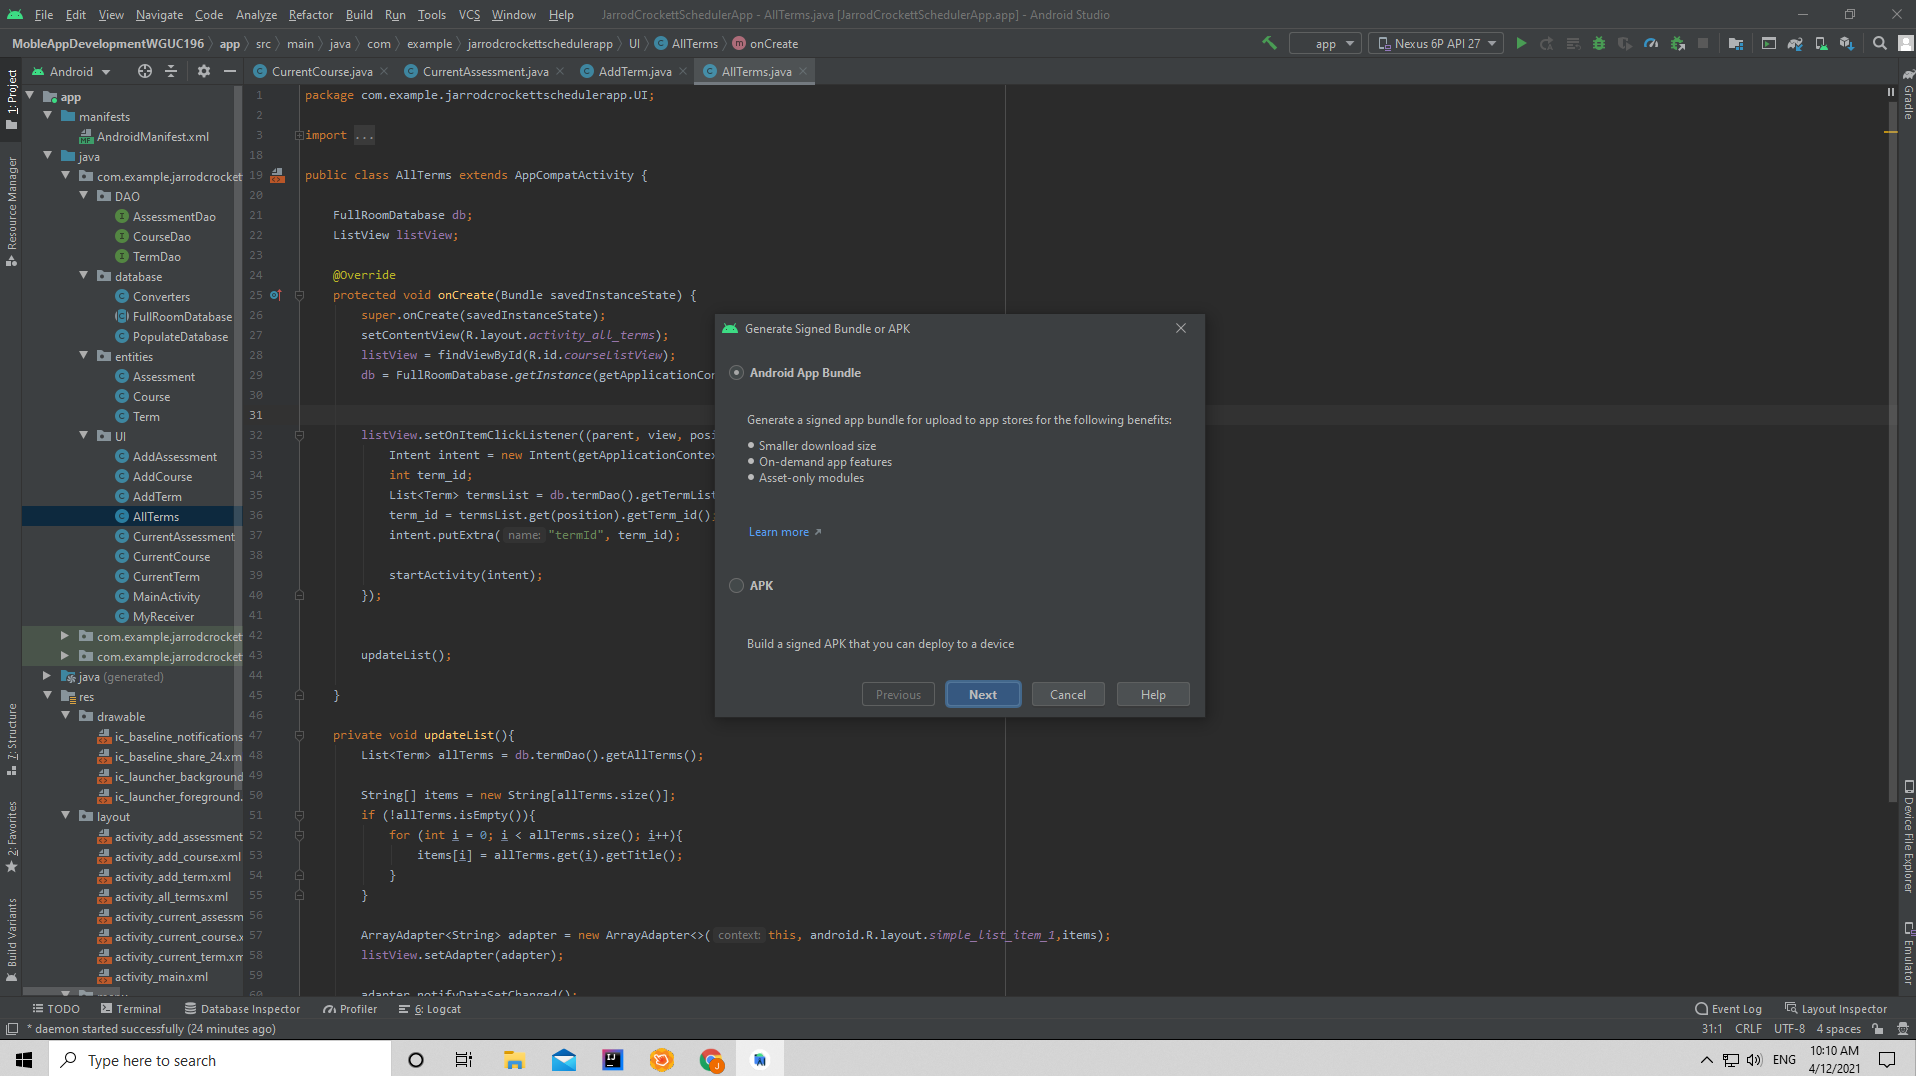 File Edit View Navigate Code Analyze Refactor Build Run Tools VCS Window Help JarrodCrockettSchedulerApp - AllTerms.java [JarrodCrockettSchedulerApp.app] - Android Studio
MobleAppDevelopmentWGUC196 app src main java com example jarrodcrockettschedulerapp UI AllTerms onCreate app Nexus 6P API 27
Android CurrentCourse.java CurrentAssessment.java AddTerm.java AllTerms.java
1: Project
Resource Manager
7: Structure
2: Favorites
Build Variants
app
manifests
AndroidManifest.xml
java
com.example.jarrodcrocket
DAO
AssessmentDao
CourseDao
TermDao
database
Converters
FullRoomDatabase
PopulateDatabase
entities
Assessment
Course
Term
UI
AddAssessment
AddCourse
AddTerm
AllTerms
CurrentAssessment
CurrentCourse
CurrentTerm
MainActivity
MyReceiver
com.example.jarrodcrocket
com.example.jarrodcrocket
java (generated)
res
drawable
ic_baseline_notifications
ic_baseline_share_24.xm
ic_launcher_background
ic_launcher_foreground.
layout
activity_add_assessment
activity_add_course.xml
activity_add_term.xml
activity_all_terms.xml
activity_current_assessm
activity_current_course.x
activity_current_term.xm
activity_main.xml
1 package com.example.jarrodcrockettschedulerapp.UI;
2
3 import ...
18
19 public class AllTerms extends AppCompatActivity {
20
21 FullRoomDatabase db;
22 ListView listView;
23
24 @Override
25 protected void onCreate(Bundle savedInstanceState) {
26 super.onCreate(savedInstanceState);
27 setContentView(R.layout.activity_all_terms);
28 listView = findViewById(R.id.courseListView);
29 db = FullRoomDatabase.getInstance(getApplicationCon
30
31
32 listView.setOnItemClickListener((parent, view, posi
33 Intent intent = new Intent(getApplicationContex
34 int term_id;
35 List<Term> termsList = db.termDao().getTermList
36 term_id = termsList.get(position).getTerm_id();
37 intent.putExtra( name: "termId", term_id);
38
39 startActivity(intent);
40 });
41
42
43 updateList();
44
45 }
46
47 private void updateList(){
48 List<Term> allTerms = db.termDao().getAllTerms();
49
50 String[] items = new String[allTerms.size()];
51 if (!allTerms.isEmpty()){
52 for (int i = 0; i < allTerms.size(); i++){
53 items[i] = allTerms.get(i).getTitle();
54 }
55 }
56
57 ArrayAdapter<String> adapter = new ArrayAdapter<>( context: this, android.R.layout.simple_list_item_1,items);
58 listView.setAdapter(adapter);
59
60 adapter.notifyDataSetChanged();
Generate Signed Bundle or APK
Android App Bundle
Generate a signed app bundle for upload to app stores for the following benefits:
Smaller download size
On-demand app features
Asset-only modules
Learn more
APK
Build a signed APK that you can deploy to a device
Previous Next Cancel Help
Gradle
Device File Explorer
Emulator
TODO Terminal Database Inspector Profiler 6: Logcat Event Log Layout Inspector
* daemon started successfully (24 minutes ago) 31:1 CRLF UTF-8 4 spaces
Type here to search ENG 10:10 AM
4/12/2021